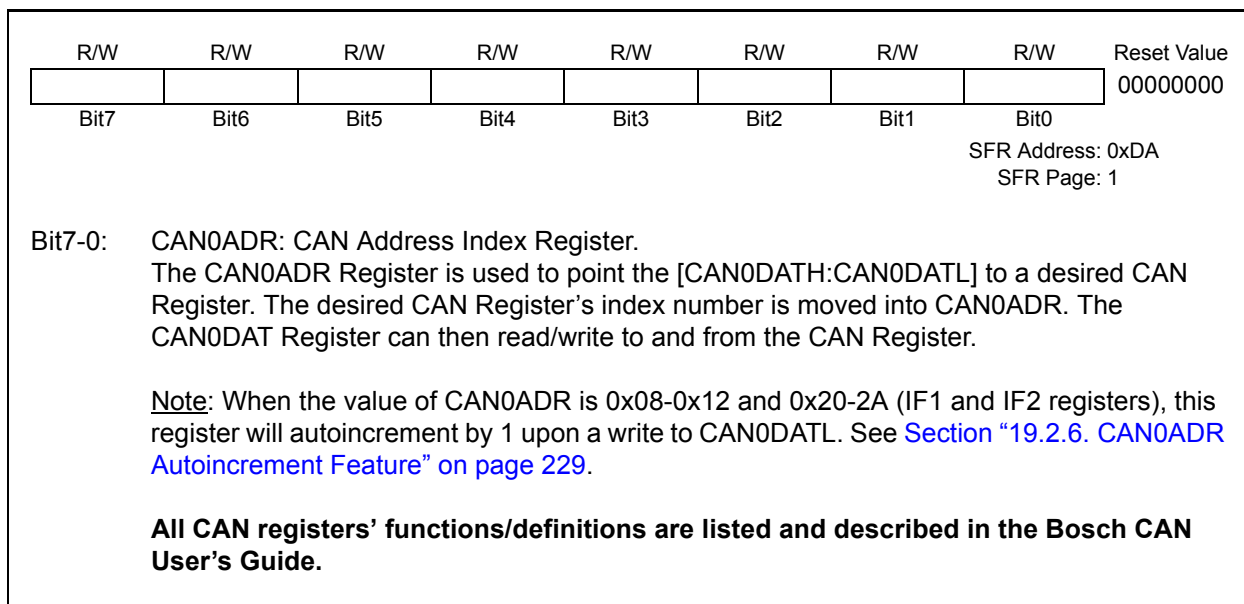 R/W R/W R/W R/W R/W R/W R/W R/W Reset Value
00000000
Bit7 Bit6 Bit5 Bit4 Bit3 Bit2 Bit1 Bit0
SFR Address: 0xDA
SFR Page: 1
Bit7-0: CAN0ADR: CAN Address Index Register.
The CAN0ADR Register is used to point the [CAN0DATH:CAN0DATL] to a desired CAN
Register. The desired CAN Register’s index number is moved into CAN0ADR. The
CAN0DAT Register can then read/write to and from the CAN Register.
Note: When the value of CAN0ADR is 0x08-0x12 and 0x20-2A (IF1 and IF2 registers), this
register will autoincrement by 1 upon a write to CAN0DATL. See Section “19.2.6. CAN0ADR
Autoincrement Feature” on page 229.
All CAN registers’ functions/definitions are listed and described in the Bosch CAN
User’s Guide.